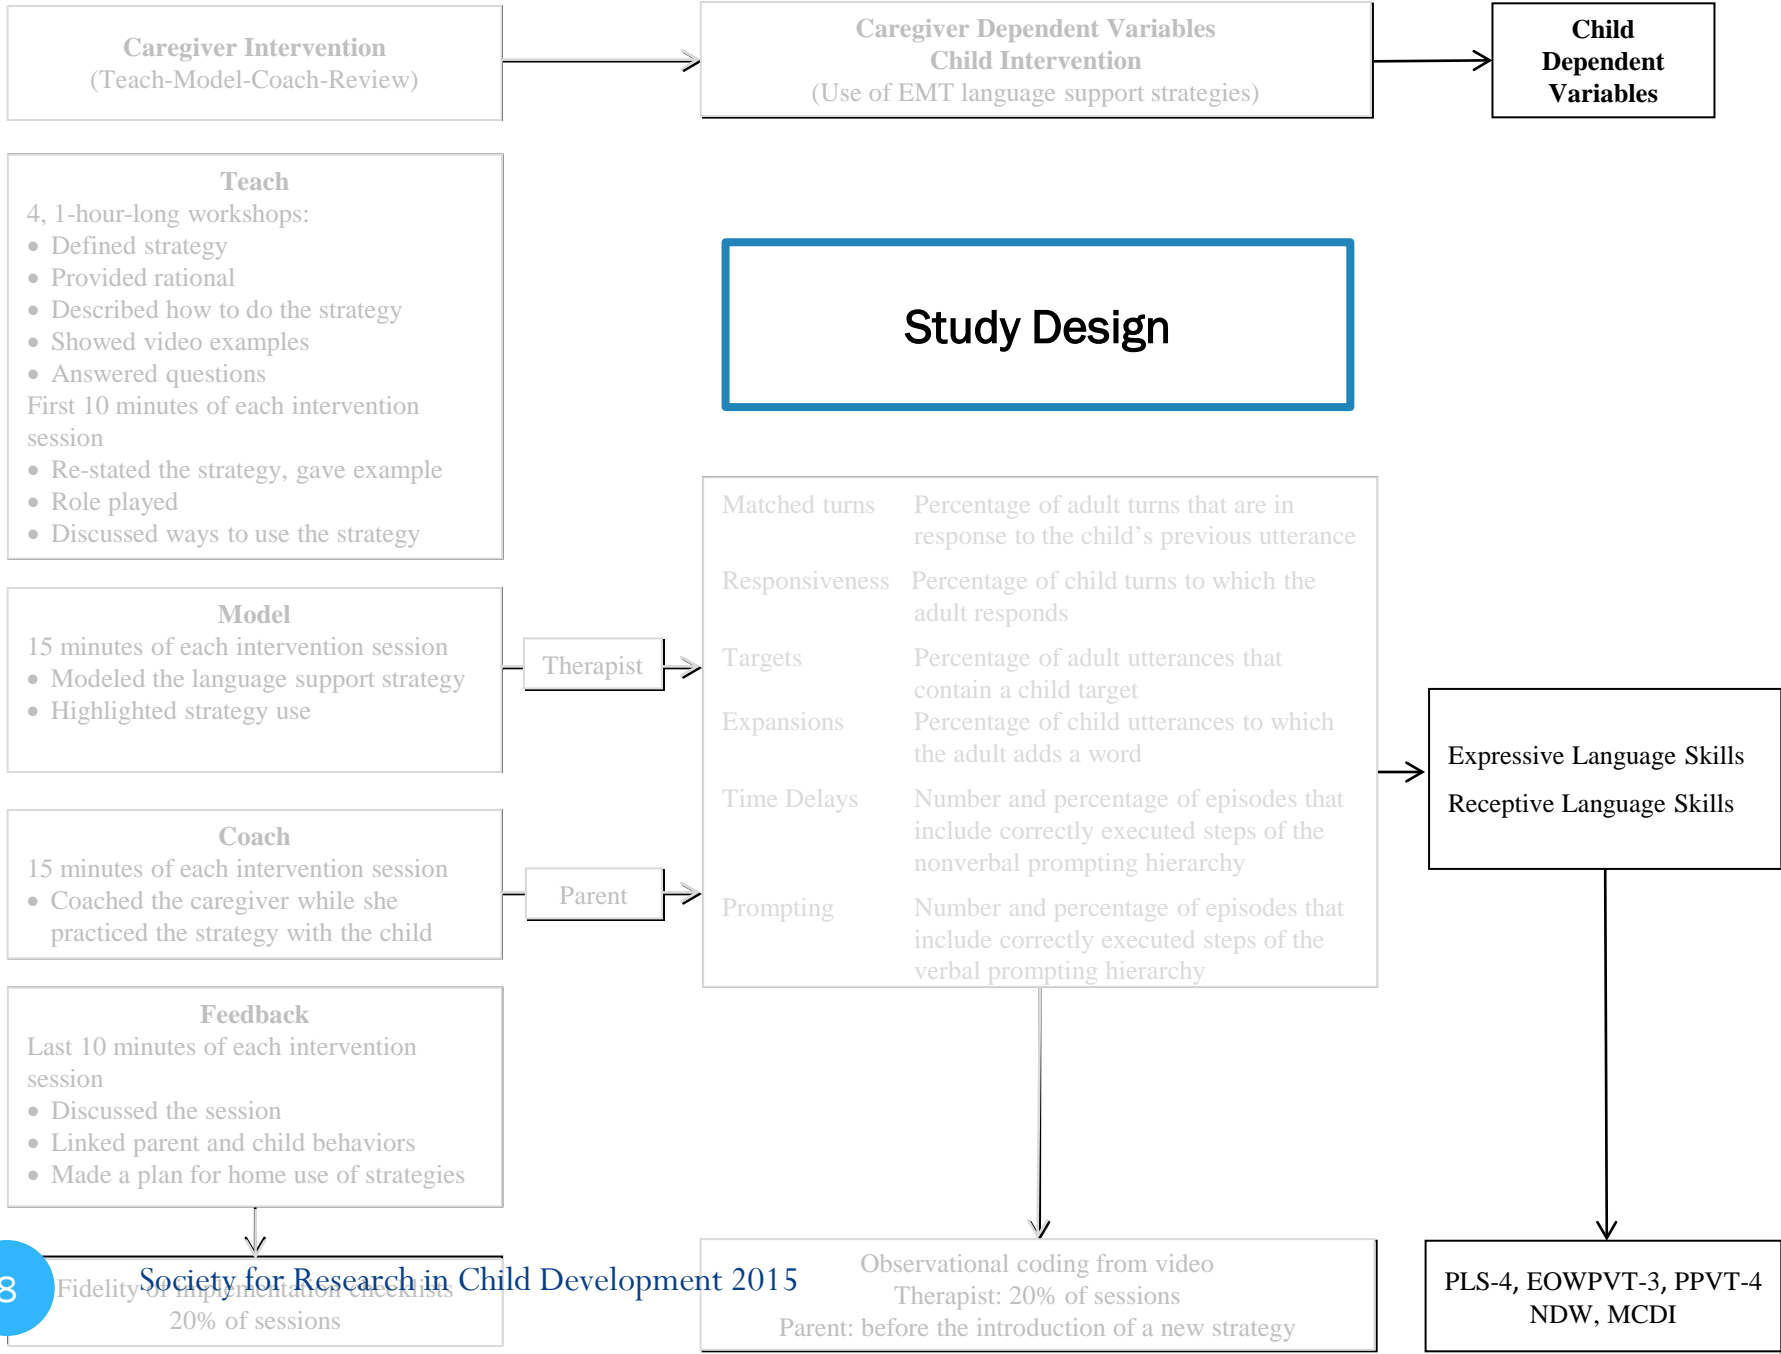 Caregiver Intervention
(Teach-Model-Coach-Review)
Caregiver Dependent Variables
Child Intervention
(Use of EMT language support strategies)
Child
Dependent
Variables
Teach
4, 1-hour-long workshops:
• Defined strategy
• Provided rational
• Described how to do the strategy
• Showed video examples
• Answered questions
First 10 minutes of each intervention
session
• Re-stated the strategy, gave example
• Role played
• Discussed ways to use the strategy
Study Design
Model
15 minutes of each intervention session
• Modeled the language support strategy
• Highlighted strategy use
Therapist
Coach
15 minutes of each intervention session
• Coached the caregiver while she
practiced the strategy with the child
Parent
Matched turns Percentage of adult turns that are in
response to the child’s previous utterance
Responsiveness Percentage of child turns to which the
adult responds
Targets Percentage of adult utterances that
contain a child target
Expansions Percentage of child utterances to which
the adult adds a word
Time Delays Number and percentage of episodes that
include correctly executed steps of the
nonverbal prompting hierarchy
Prompting Number and percentage of episodes that
include correctly executed steps of the
verbal prompting hierarchy
Expressive Language Skills
Receptive Language Skills
Feedback
Last 10 minutes of each intervention
session
• Discussed the session
• Linked parent and child behaviors
• Made a plan for home use of strategies
Fidelity of implementation checklists
20% of sessions
Observational coding from video
Therapist: 20% of sessions
Parent: before the introduction of a new strategy
PLS-4, EOWPVT-3, PPVT-4
NDW, MCDI
8
Society for Research in Child Development 2015